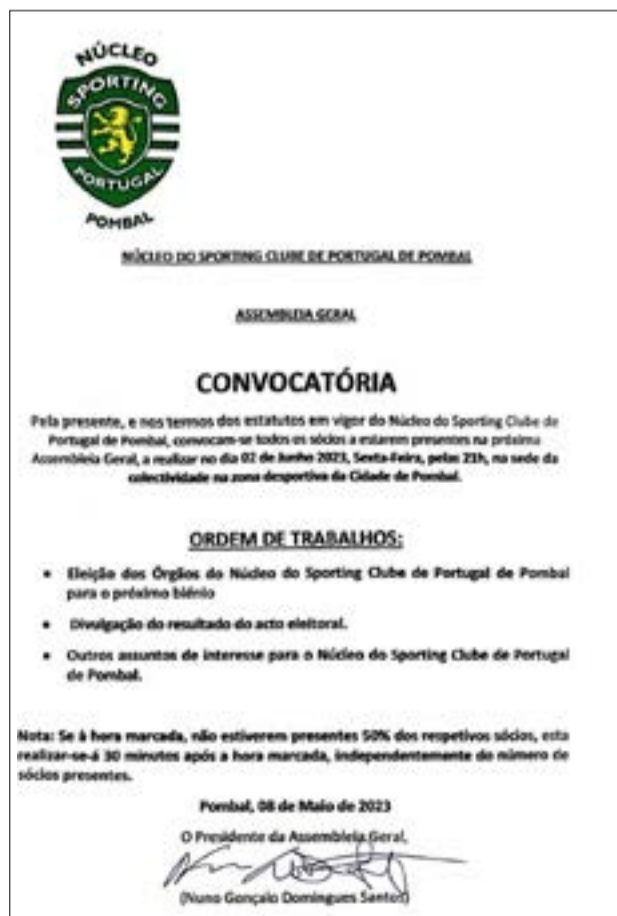 NÚCLEO
SPORTING
PORTUGAL
POMBAL
NÚCLEO DO SPORTING CLUBE DE PORTUGAL DE POMBAL
ASSEMBLEIA GERAL
CONVOCATÓRIA
Pela presente, e nos termos dos estatutos em vigor do Núcleo do Sporting Clube de
Portugal de Pombal, convocam-se todos os sócios a estarem presentes na próxima
Assembleia Geral, a realizar no dia 02 de Junho 2023, Sexta-Feira, pelas 21h, na sede da
colectividade na zona desportiva da Cidade de Pombal.
ORDEM DE TRABALHOS:
• Eleição dos Órgãos do Núcleo do Sporting Clube de Portugal de Pombal
para o próximo biénio
• Divulgação do resultado do acto eleitoral.
• Outros assuntos de interesse para o Núcleo do Sporting Clube de Portugal
de Pombal.
Nota: Se à hora marcada, não estiverem presentes 50% dos respetivos sócios, esta
realizar-se-á 30 minutos após a hora marcada, independentemente do número de
sócios presentes.
Pombal, 08 de Maio de 2023
O Presidente da Assembleia Geral,
(Nuno Gonçalo Domingues Santos)